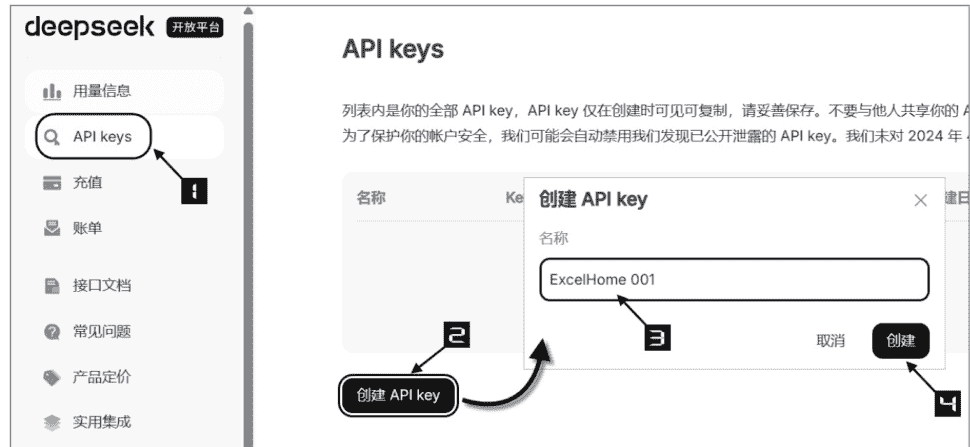 deepseek 开放平台
用量信息
API keys
1
充值
账单
接口文档
常见问题
产品定价
实用集成
API keys
列表内是你的全部 API key，API key 仅在创建时可见可复制，请妥善保存。不要与他人共享你的
为了保护你的帐户安全，我们可能会自动禁用我们发现已公开泄露的 API key。我们未对 2024 年
名称 Ke 建日
创建 API key
名称
ExcelHome 001
3
取消 创建
4
2
创建 API key